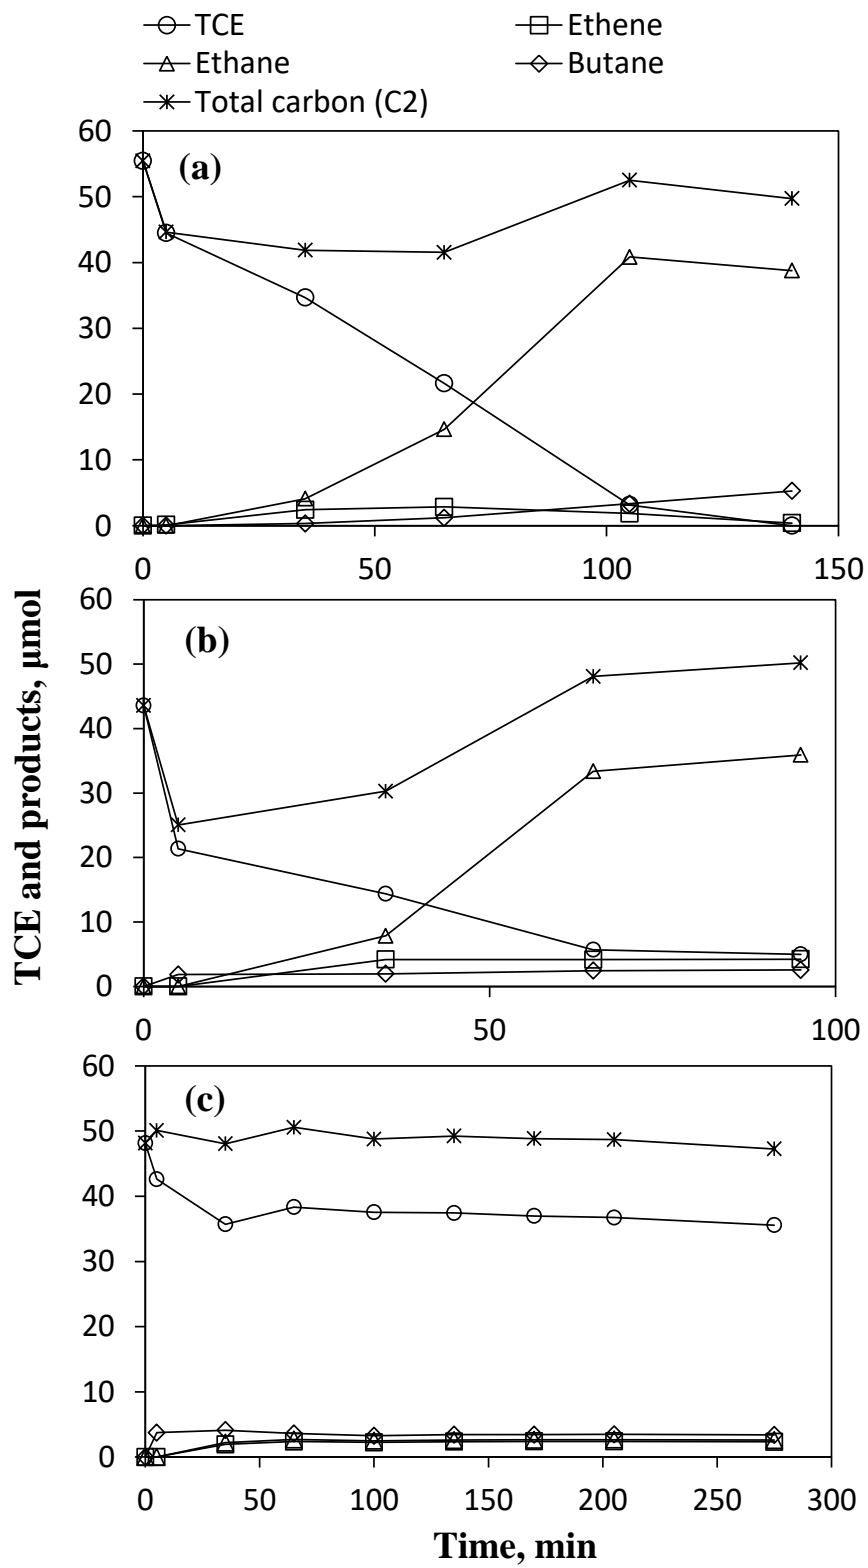 TCE Ethene
Ethane Butane
Total carbon (C2)
(a)
60
50
40
30
20
10
0
0 50 100 150
(b)
60
50
40
30
20
10
0
0 50 100
(c)
60
50
40
30
20
10
0
0 50 100 150 200 250 300
TCE and products, µmol
Time, min